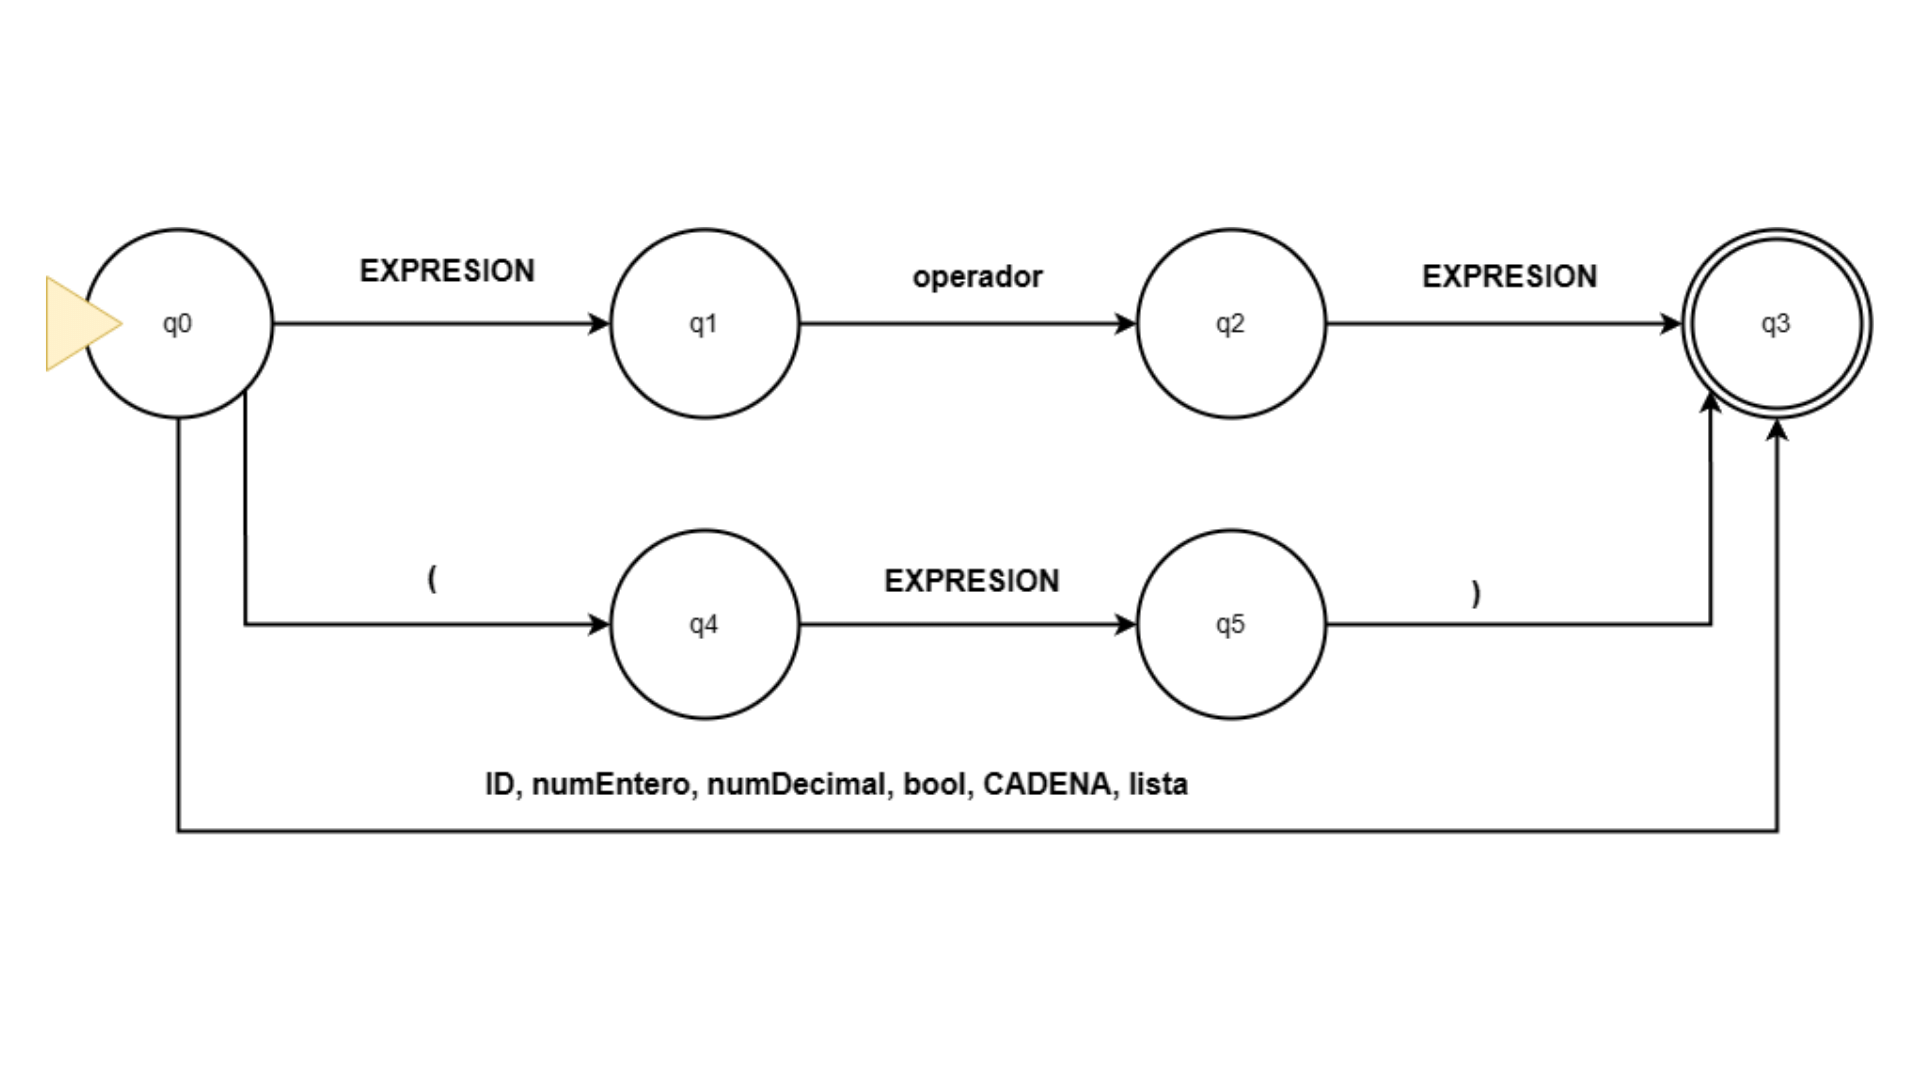 EXPRESION
operador
EXPRESION
q0
q1
q2
q3
(
EXPRESION
)
q4
q5
ID, numEntero, numDecimal, bool, CADENA, lista